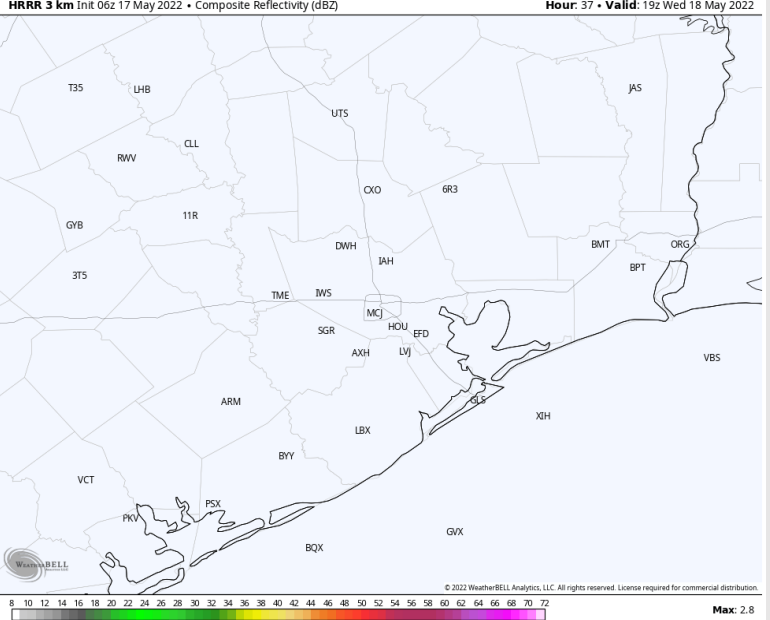 HRRR 3 km Init 06z 17 May 2022 • Composite Reflectivity (dBZ) Hour: 37 • Valid: 19z Wed 18 May 2022
T35 LHB JAS
UTS
CLL
RWV
CXO 6R3
11R
GYB
DWH BMT ORG
IAH
3T5 BPT
TME IWS
MCJ
SGR HOU EFD
AXH LVJ VBS
ARM GLS
XIH
LBX
BYY
VCT
PSX
PKV
GVX
BQX
WEATHERBELL
© 2022 WeatherBELL Analytics, LLC. All rights reserved. License required for commercial distribution.
8 10 12 14 16 18 20 22 24 26 28 30 32 34 36 38 40 42 44 46 48 50 52 54 56 58 60 62 64 66 68 70 72
Max: 2.8